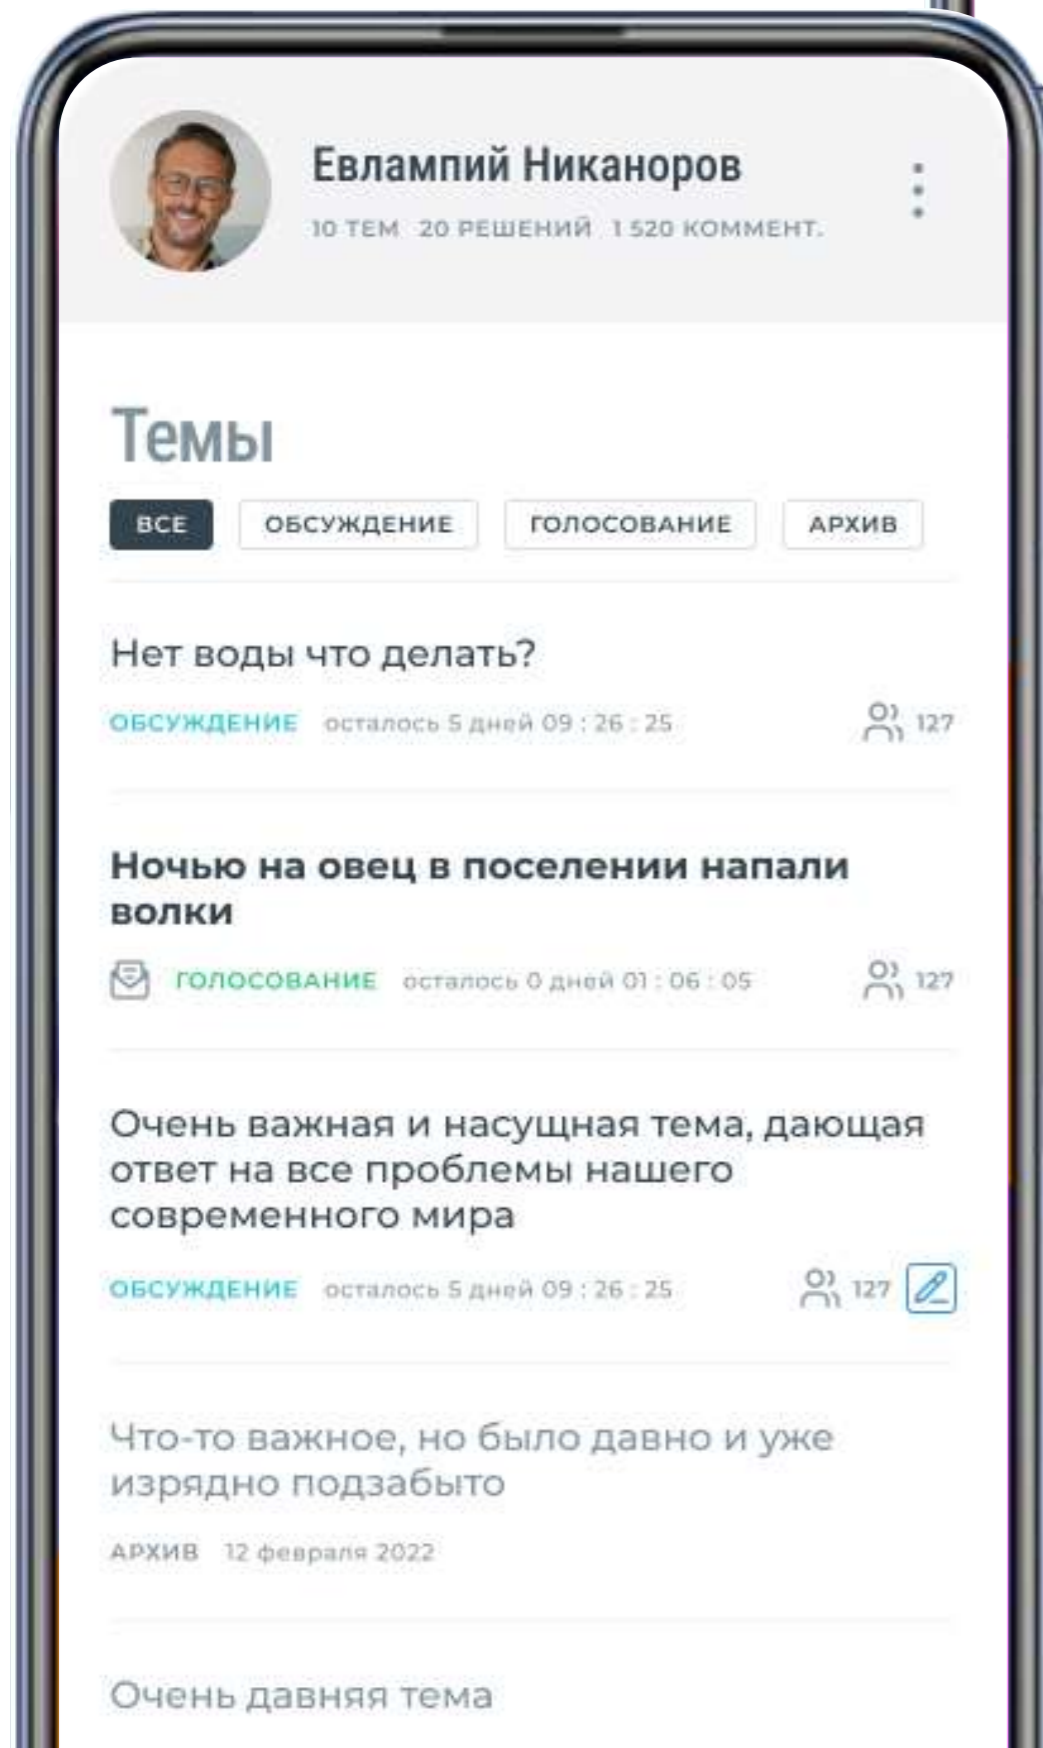 Евлампий Никаноров
10 ТЕМ 20 РЕШЕНИЙ 1 520 КОММЕНТ.
Темы
ВСЕ ОБСУЖДЕНИЕ ГОЛОСОВАНИЕ АРХИВ
Нет воды что делать?
ОБСУЖДЕНИЕ осталось 5 дней 09 : 26 : 25 127
Ночью на овец в поселении напали
волки
ГОЛОСОВАНИЕ осталось 0 дней 01 : 06 : 05 127
Очень важная и насущная тема, дающая
ответ на все проблемы нашего
современного мира
ОБСУЖДЕНИЕ осталось 5 дней 09 : 26 : 25 127
Что-то важное, но было давно и уже
изрядно подзабыто
АРХИВ 12 февраля 2022
Очень давняя тема